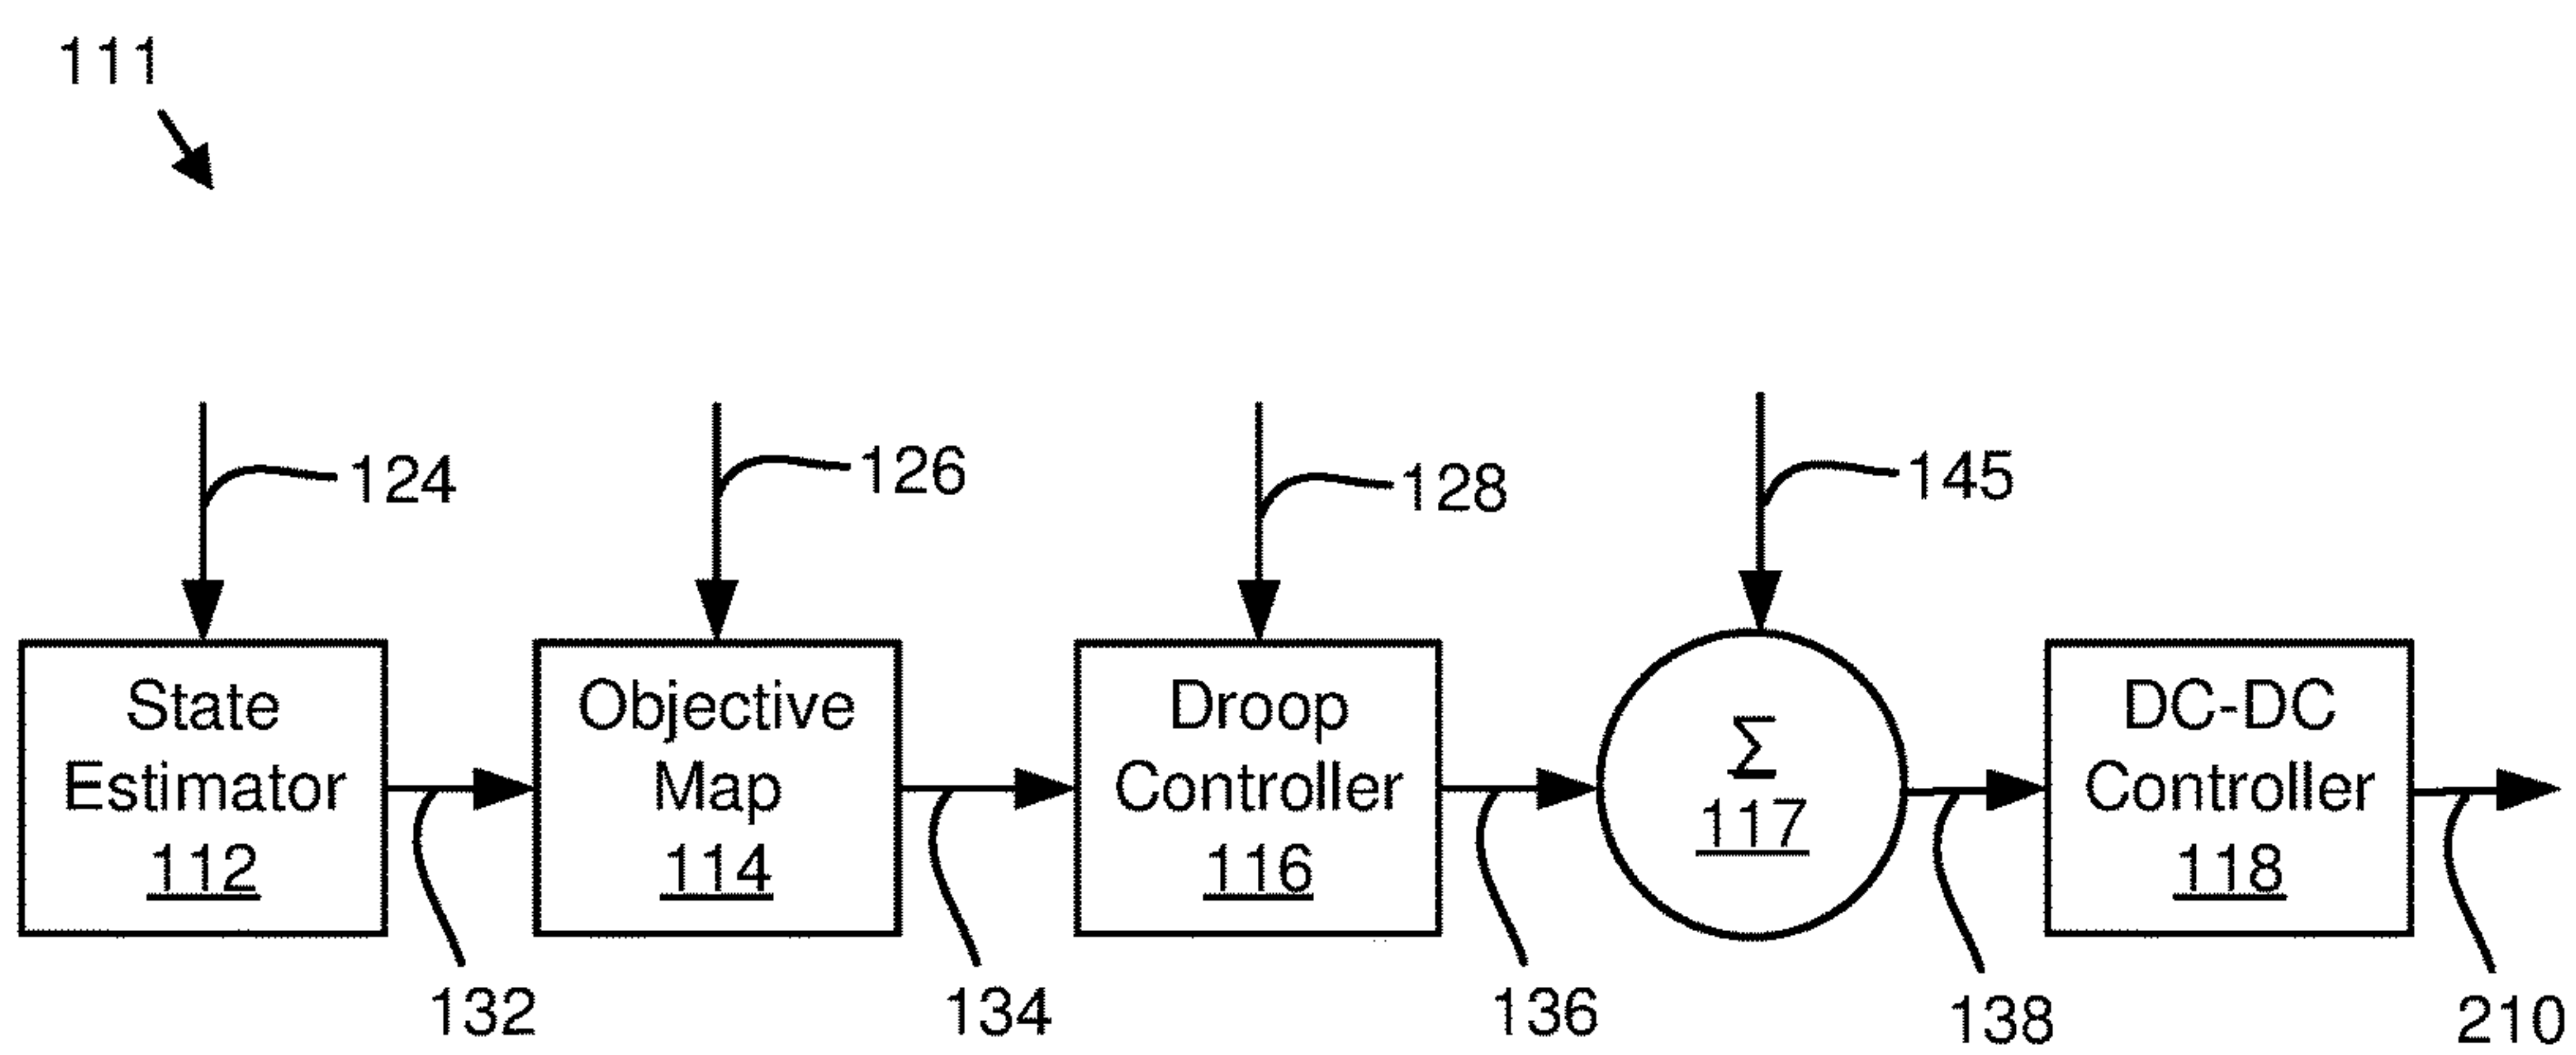 111
124
126
128
145
State
Estimator
112
Objective
Map
114
Droop
Controller
116
Σ
117
DC-DC
Controller
118
132
134
136
138
210